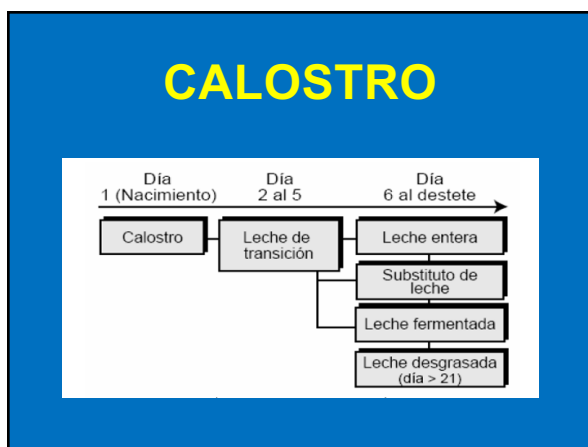 CALOSTRO
Día
1 (Nacimiento)
Día
2 al 5
Día
6 al destete
Calostro
Leche de
transición
Leche entera
Substituto de
leche
Leche fermentada
Leche desgrasada
(día > 21)